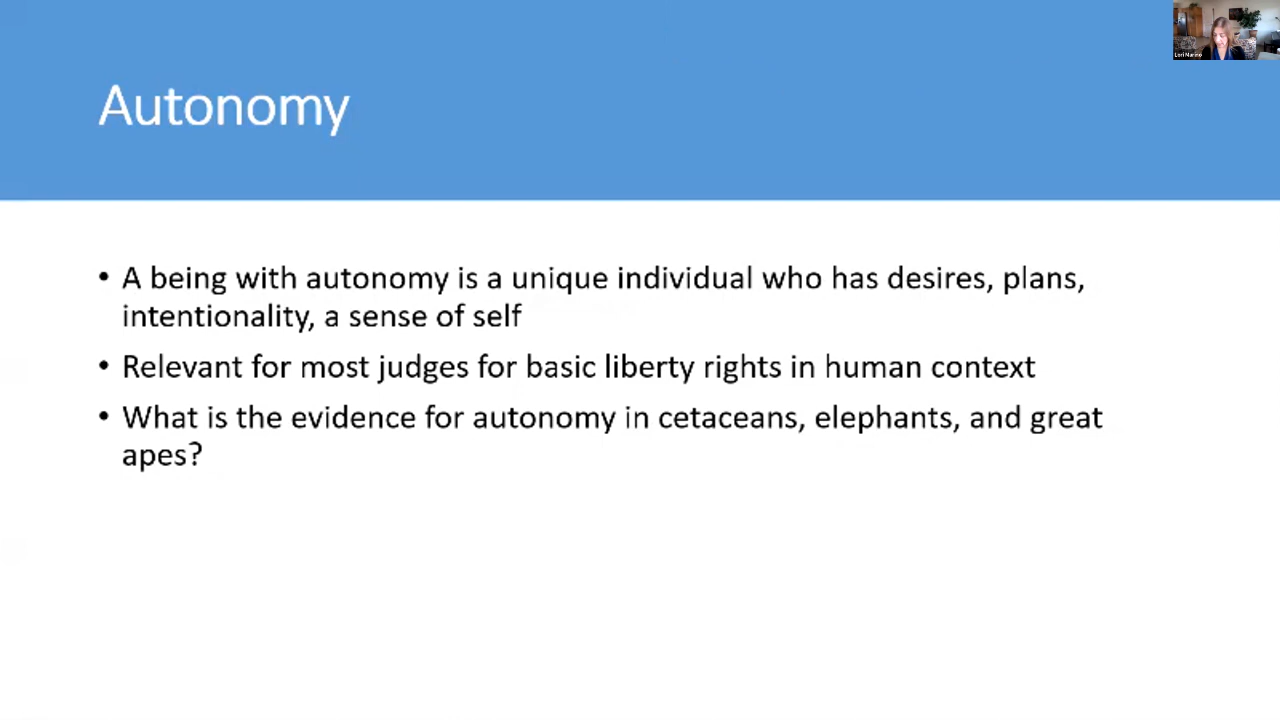 Lori Marino
Autonomy
• A being with autonomy is a unique individual who has desires, plans,
intentionality, a sense of self
• Relevant for most judges for basic liberty rights in human context
• What is the evidence for autonomy in cetaceans, elephants, and great
apes?